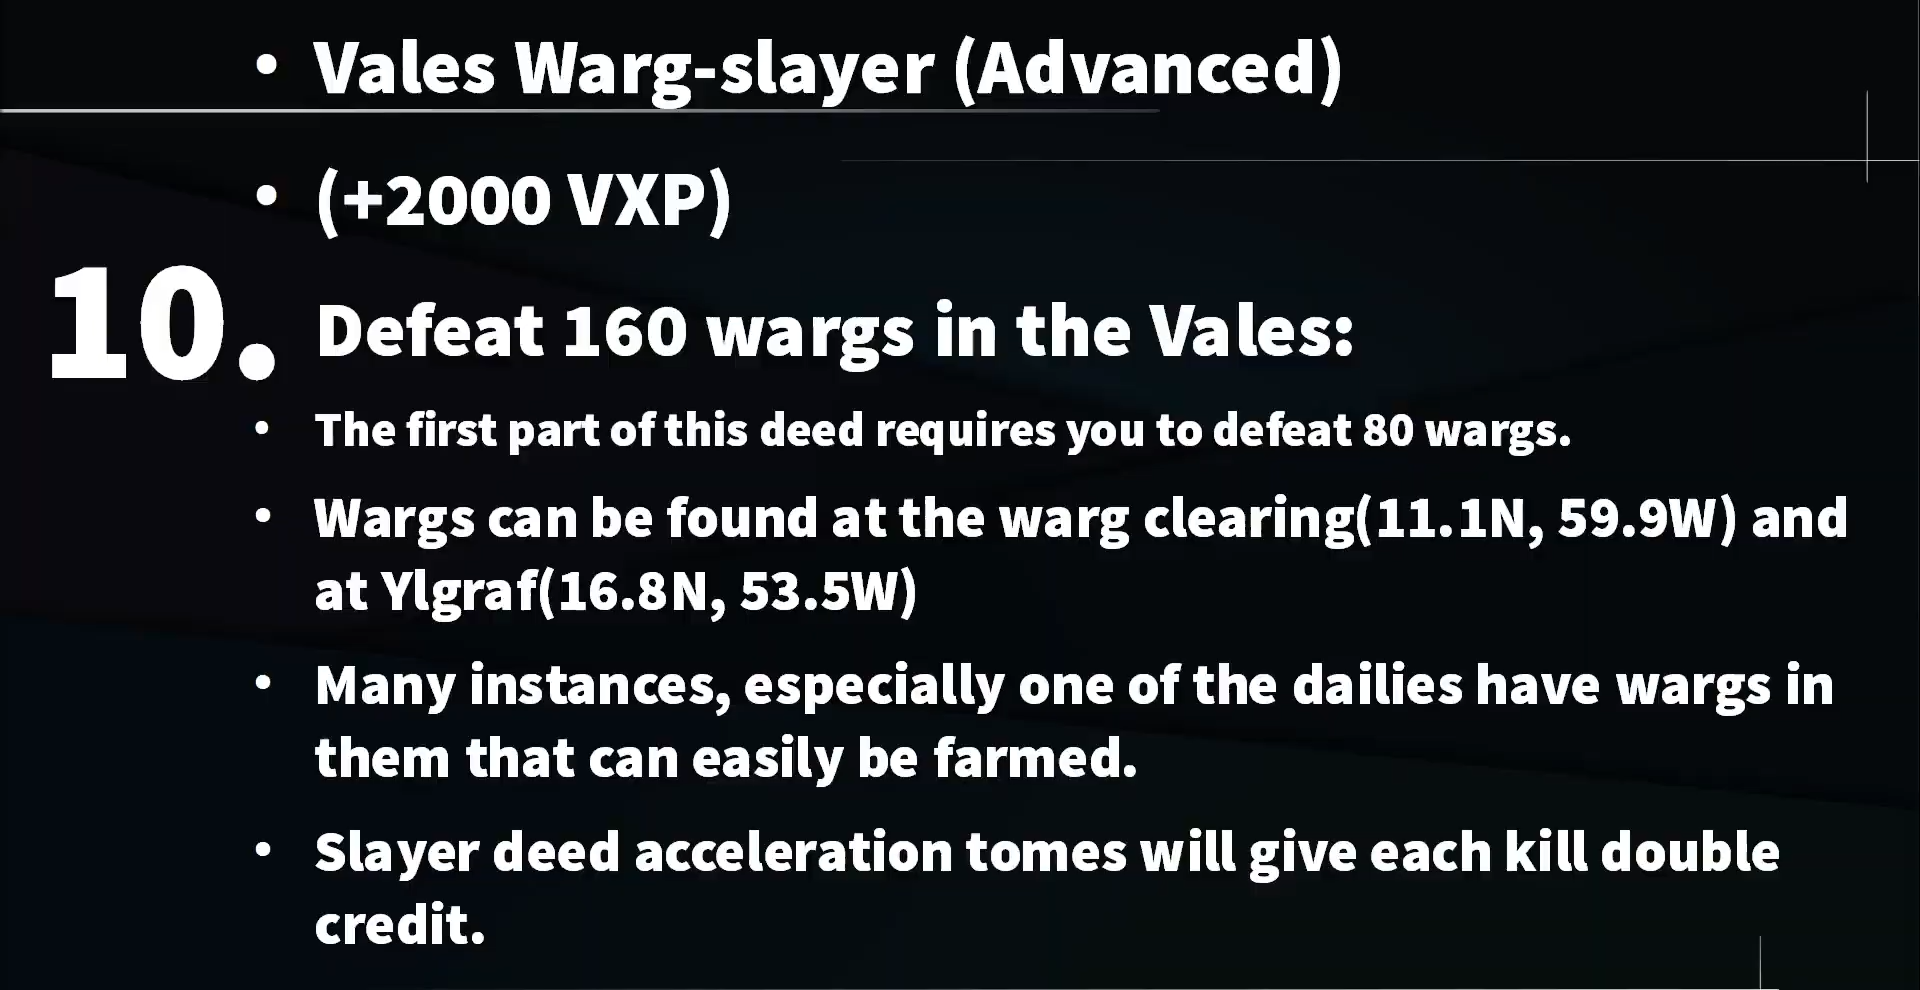 • Vales Warg-slayer (Advanced)
• (+2000 VXP)
10. Defeat 160 wargs in the Vales:
• The first part of this deed requires you to defeat 80 wargs.
• Wargs can be found at the warg clearing(11.1N, 59.9W) and
at Ylgraf(16.8N, 53.5W)
• Many instances, especially one of the dailies have wargs in
them that can easily be farmed.
• Slayer deed acceleration tomes will give each kill double
credit.